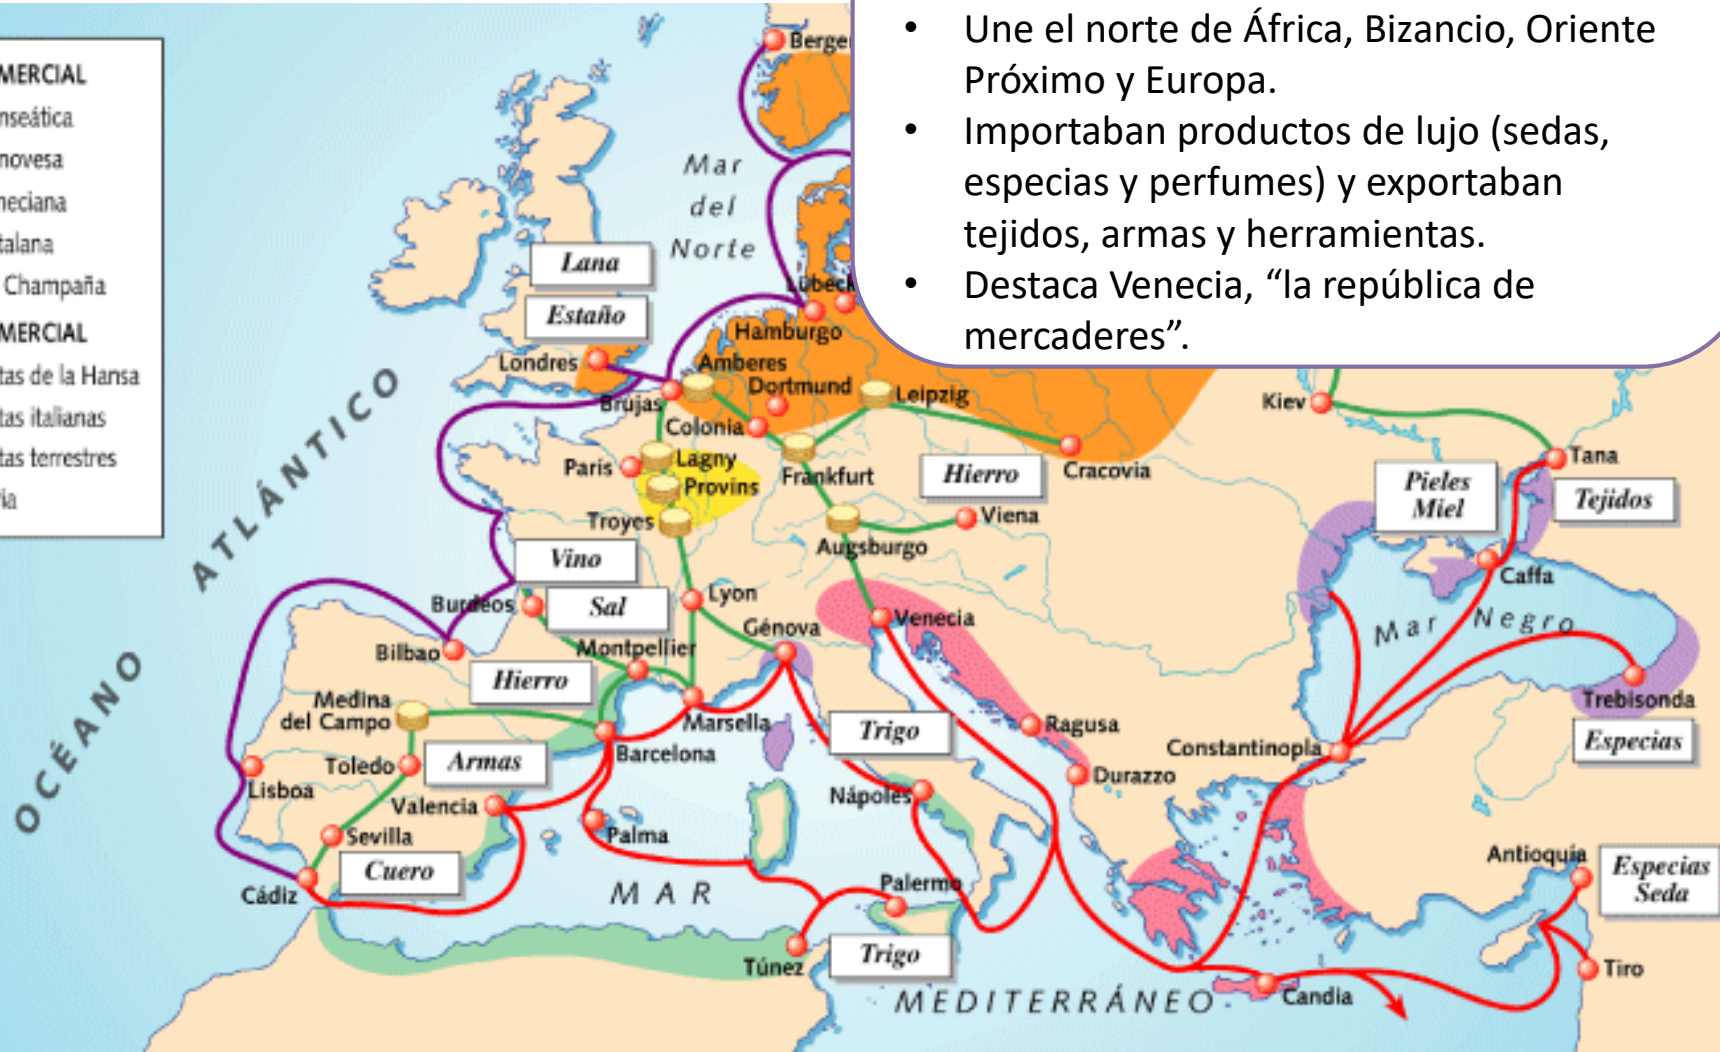 MERCIAL
nseática
novesa
neciana
talana
Champaña
MERCIAL
tas de la Hansa
tas italianas
tas terrestres
ia
• Une el norte de África, Bizancio, Oriente
Próximo y Europa.
• Importaban productos de lujo (sedas,
especias y perfumes) y exportaban
tejidos, armas y herramientas.
• Destaca Venecia, “la república de
mercaderes”.
Berge
Mar
del
Norte
Lana
Estaño
Lübeck
Hamburgo
Londres
Amberes
Dortmund
Leipzig
Brujas
Colonia
Kiev
París
Lagny
Provins
Frankfurt
Hierro
Cracovia
Tana
Pieles
Miel
Tejidos
Troyes
Viena
Augsburgo
Vino
Sal
Burdeos
Lyon
Caffa
Mar Negro
Venecia
Génova
Bilbao
Montpellier
Hierro
Medina
del Campo
Marsella
Trebisonda
Trigo
Ragusa
Especias
Constantinopla
Barcelona
Armas
Toledo
Lisboa
Durazzo
Nápoles
Valencia
Sevilla
Palma
Cuero
Cádiz
Palermo
Antioquía
Especias
Seda
Trigo
Túnez
Tiro
Candia
OCÉANO ATLÁNTICO
MAR MEDITERRÁNEO